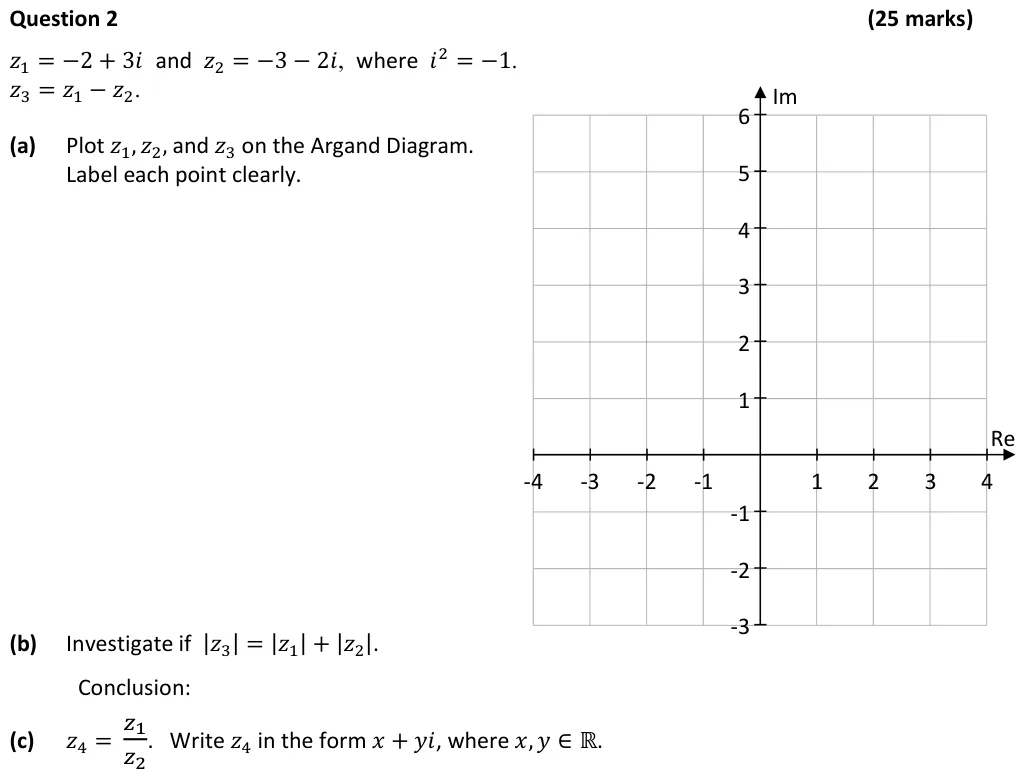 Question 2 (25 marks)
z₁ = −2 + 3i and z₂ = −3 − 2i, where i² = −1.
z₃ = z₁ − z₂.
(a) Plot z₁, z₂, and z₃ on the Argand Diagram.
Label each point clearly.
Im
6
5
4
3
2
1
Re
-4 -3 -2 -1 1 2 3 4
-1
-2
-3
(b) Investigate if |z₃| = |z₁| + |z₂|.
Conclusion:
(c) z₄ = z₁/z₂. Write z₄ in the form x + yi, where x, y ∈ ℝ.